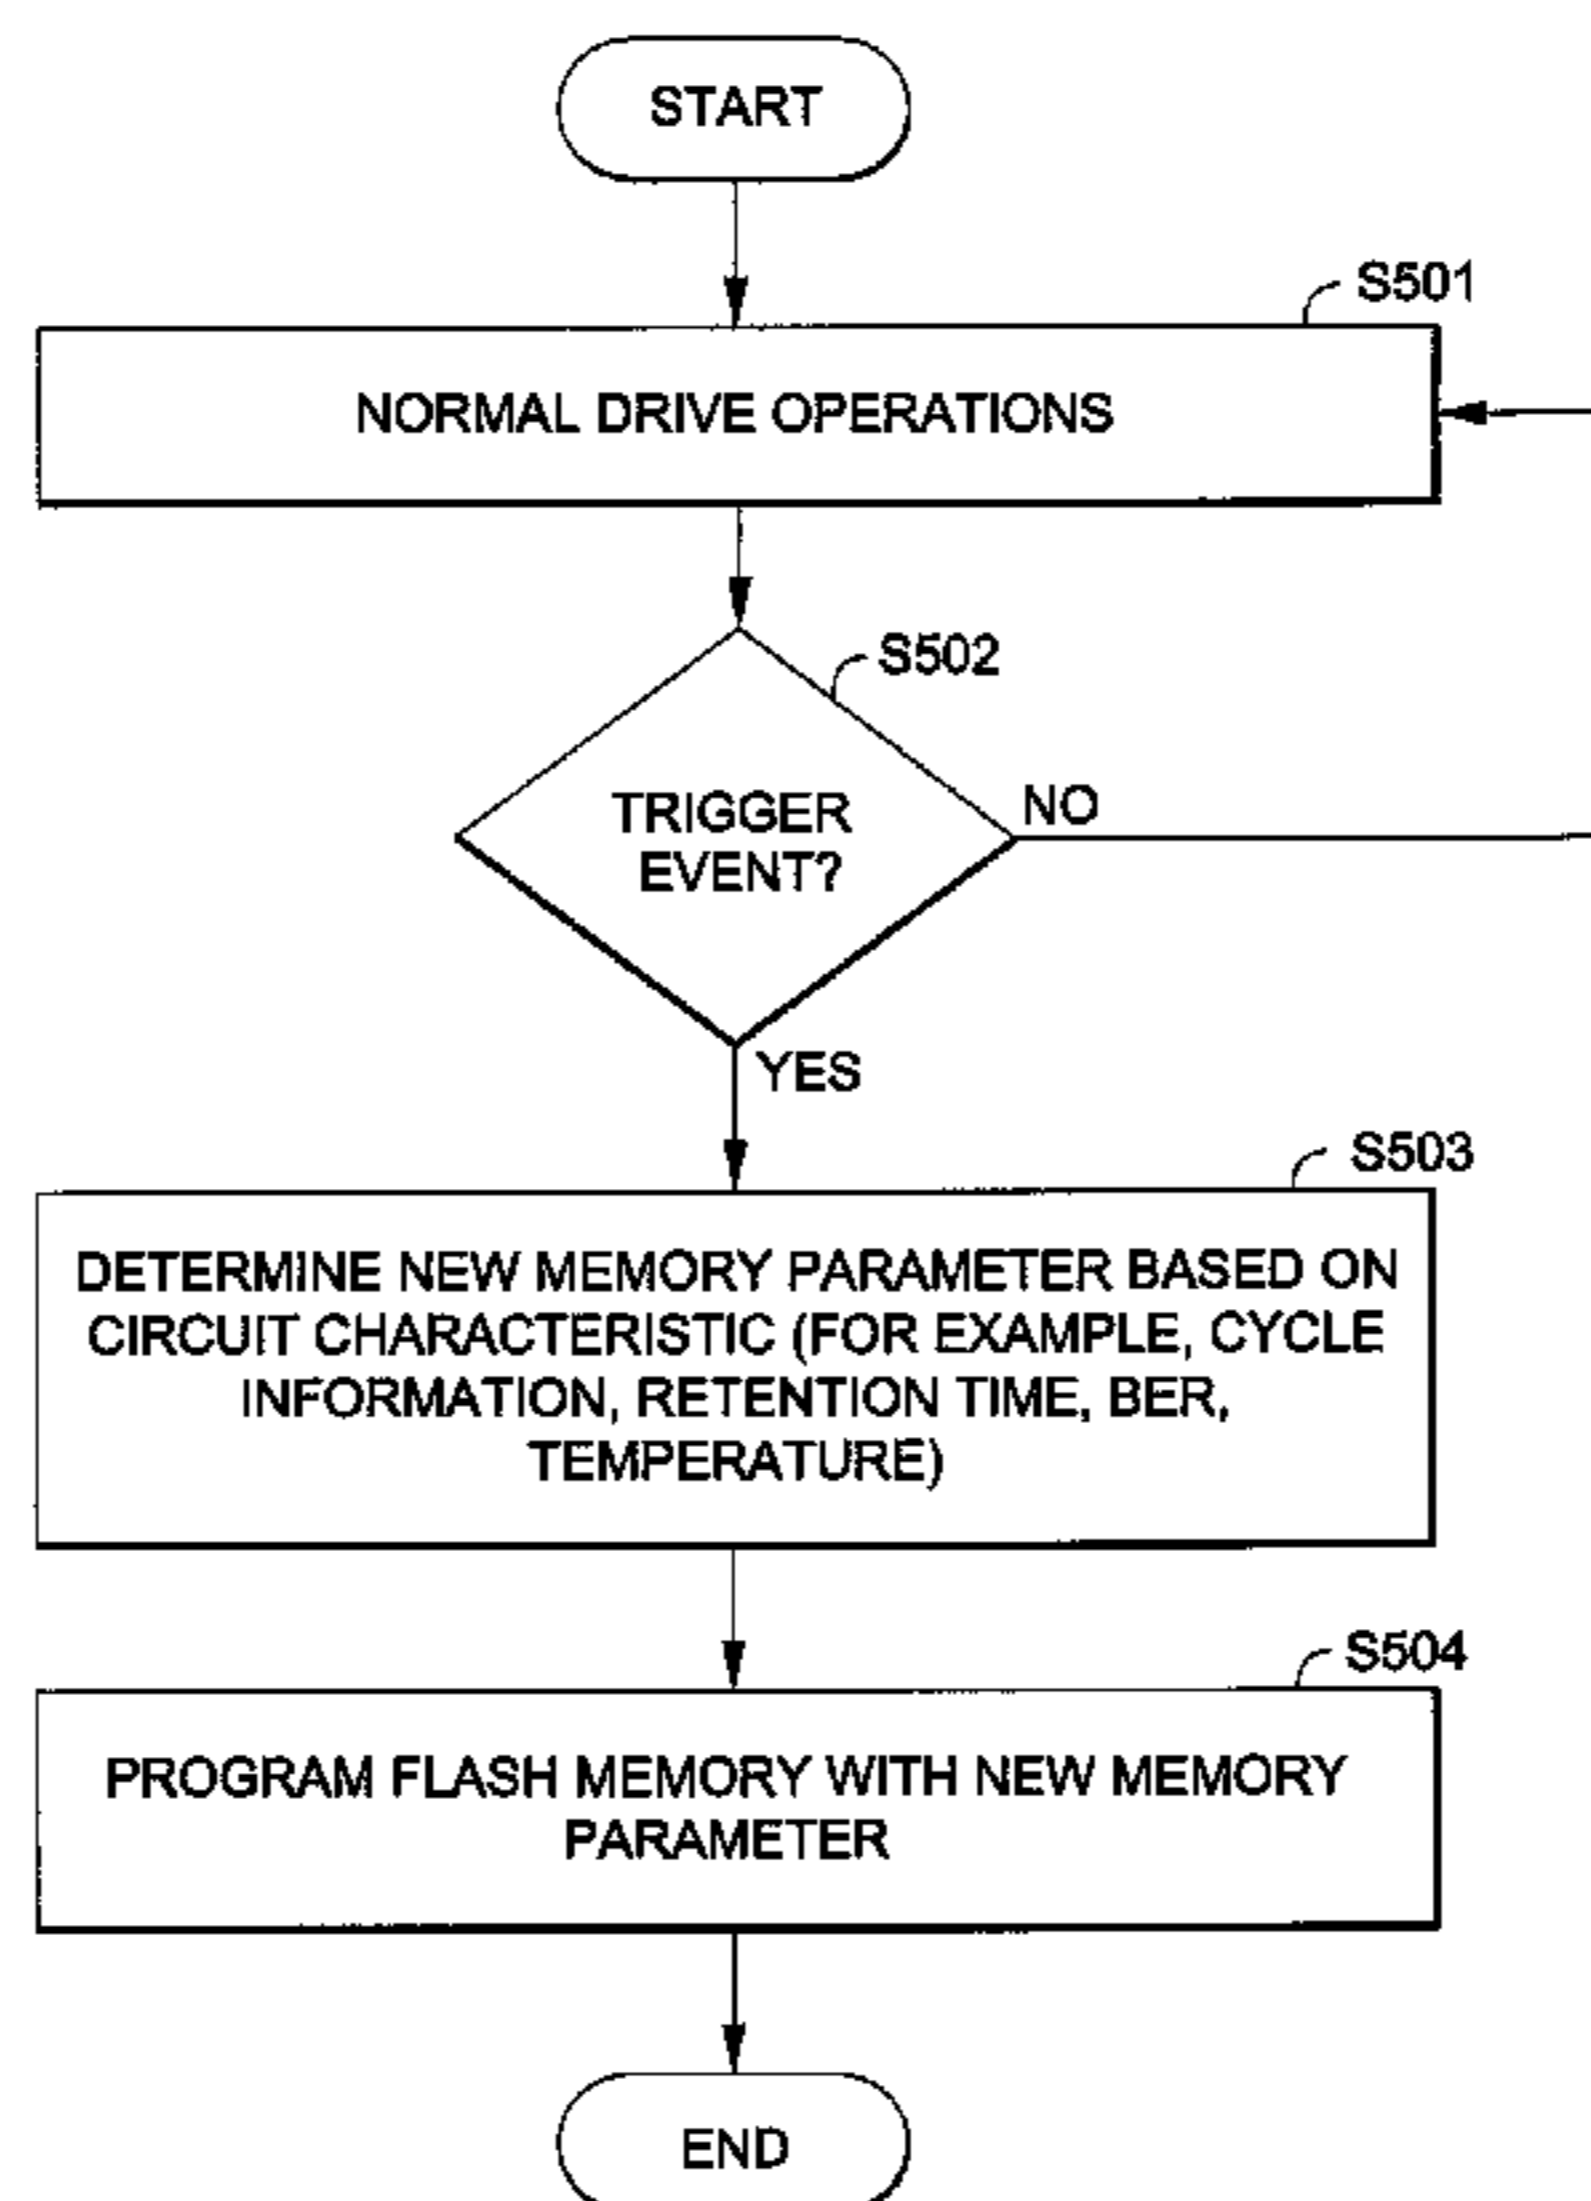 START
S501
NORMAL DRIVE OPERATIONS
S502
TRIGGER
EVENT?
NO
YES
S503
DETERMINE NEW MEMORY PARAMETER BASED ON
CIRCUIT CHARACTERISTIC (FOR EXAMPLE, CYCLE
INFORMATION, RETENTION TIME, BER,
TEMPERATURE)
S504
PROGRAM FLASH MEMORY WITH NEW MEMORY
PARAMETER
END